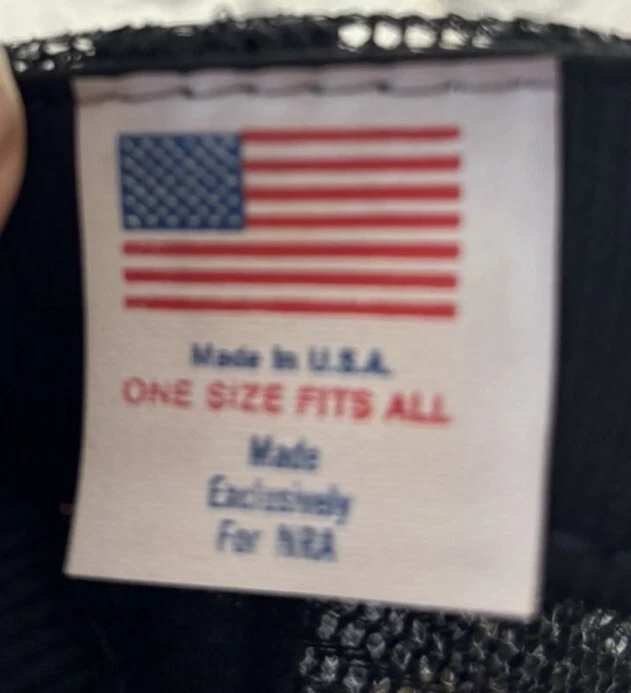 Made In U.S.A.
ONE SIZE FITS ALL
Made
Exclusively
For NRA